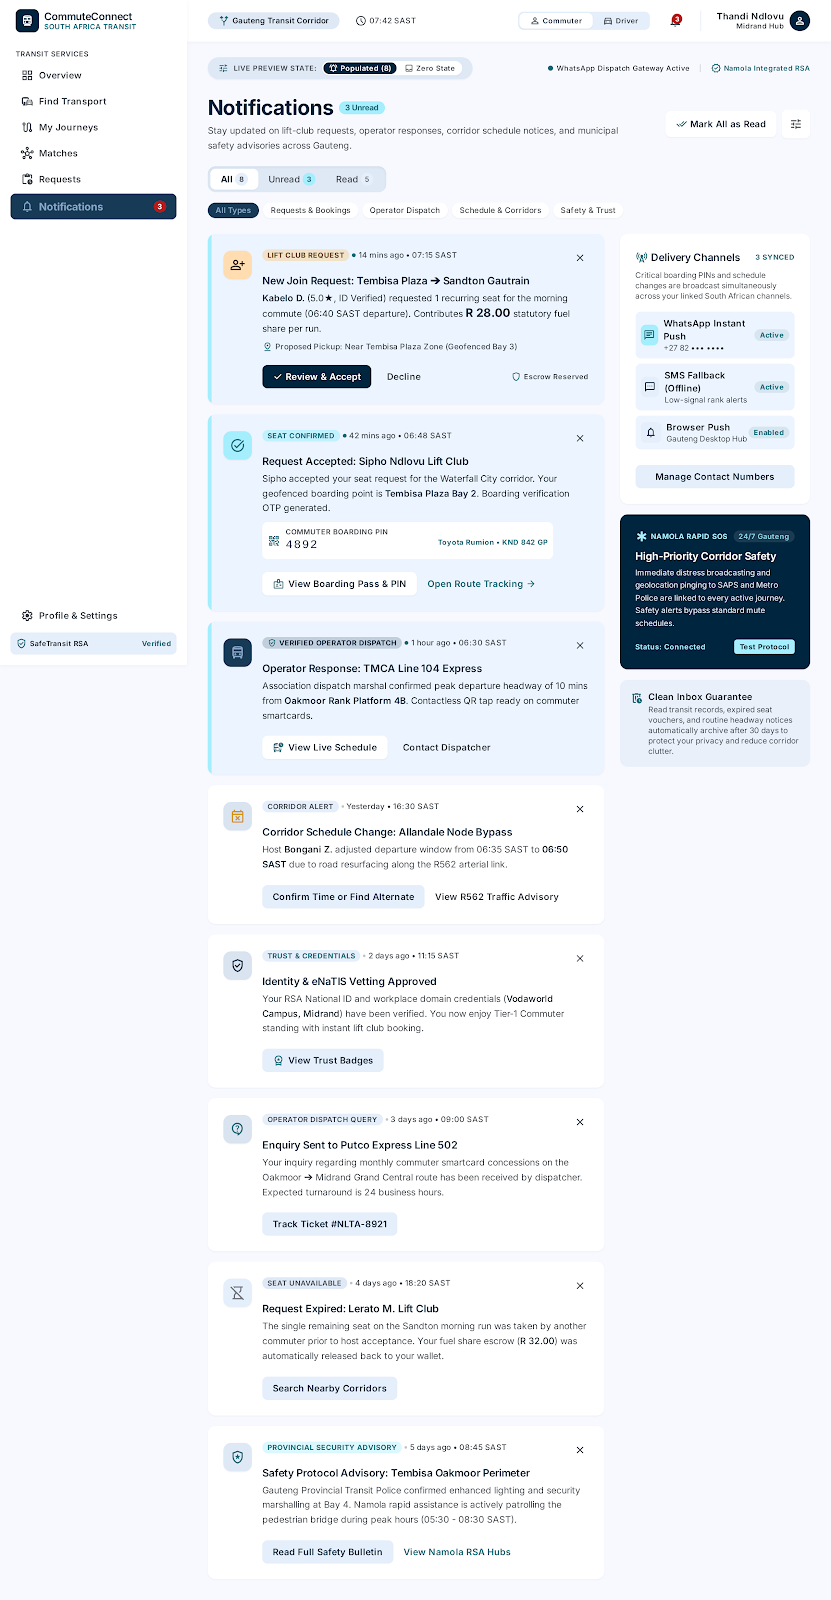 CommuteConnect
SOUTH AFRICA TRANSIT
TRANSIT SERVICES
Overview
Find Transport
My Journeys
Matches
Requests
Notifications 3
Profile & Settings
SafeTransit RSA Verified
Gauteng Transit Corridor
07:42 SAST
Commuter
Driver
3
Thandi Ndlovu
Midrand Hub
LIVE PREVIEW STATE: Populated (8) Zero State
WhatsApp Dispatch Gateway Active
Namola Integrated RSA
Notifications 3 Unread
Stay updated on lift-club requests, operator responses, corridor schedule notices, and municipal
safety advisories across Gauteng.
Mark All as Read
All 8 Unread 3 Read 5
All Types Requests & Bookings Operator Dispatch Schedule & Corridors Safety & Trust
LIFT CLUB REQUEST • 14 mins ago • 07:15 SAST
New Join Request: Tembisa Plaza ➔ Sandton Gautrain
Kabelo D. (5.0★, ID Verified) requested 1 recurring seat for the morning
commute (06:40 SAST departure). Contributes R 28.00 statutory fuel
share per run.
Proposed Pickup: Near Tembisa Plaza Zone (Geofenced Bay 3)
Review & Accept Decline Escrow Reserved
SEAT CONFIRMED • 42 mins ago • 06:48 SAST
Request Accepted: Sipho Ndlovu Lift Club
Sipho accepted your seat request for the Waterfall City corridor. Your
geofenced boarding point is Tembisa Plaza Bay 2. Boarding verification
OTP generated.
COMMUTER BOARDING PIN
4892
Toyota Rumion • KND 842 GP
View Boarding Pass & PIN Open Route Tracking →
VERIFIED OPERATOR DISPATCH • 1 hour ago • 06:30 SAST
Operator Response: TMCA Line 104 Express
Association dispatch marshal confirmed peak departure headway of 10 mins
from Oakmoor Rank Platform 4B. Contactless QR tap ready on commuter
smartcards.
View Live Schedule Contact Dispatcher
CORRIDOR ALERT • Yesterday • 16:30 SAST
Corridor Schedule Change: Allandale Node Bypass
Host Bongani Z. adjusted departure window from 06:35 SAST to 06:50
SAST due to road resurfacing along the R562 arterial link.
Confirm Time or Find Alternate View R562 Traffic Advisory
TRUST & CREDENTIALS • 2 days ago • 11:15 SAST
Identity & eNaTIS Vetting Approved
Your RSA National ID and workplace domain credentials (Vodaworld
Campus, Midrand) have been verified. You now enjoy Tier-1 Commuter
standing with instant lift club booking.
View Trust Badges
OPERATOR DISPATCH QUERY • 3 days ago • 09:00 SAST
Enquiry Sent to Putco Express Line 502
Your inquiry regarding monthly commuter smartcard concessions on the
Oakmoor ➔ Midrand Grand Central route has been received by dispatcher.
Expected turnaround is 24 business hours.
Track Ticket #NLTA-8921
SEAT UNAVAILABLE • 4 days ago • 18:20 SAST
Request Expired: Lerato M. Lift Club
The single remaining seat on the Sandton morning run was taken by another
commuter prior to host acceptance. Your fuel share escrow (R 32.00) was
automatically released back to your wallet.
Search Nearby Corridors
PROVINCIAL SECURITY ADVISORY • 5 days ago • 08:45 SAST
Safety Protocol Advisory: Tembisa Oakmoor Perimeter
Gauteng Provincial Transit Police confirmed enhanced lighting and security
marshalling at Bay 4. Namola rapid assistance is actively patrolling the
pedestrian bridge during peak hours (05:30 - 08:30 SAST).
Read Full Safety Bulletin View Namola RSA Hubs
Delivery Channels 3 SYNCED
Critical boarding PINs and schedule
changes are broadcast simultaneously
across your linked South African channels.
WhatsApp Instant
Push
+27 82 ••• ••••
Active
SMS Fallback
(Offline)
Low-signal rank alerts
Active
Browser Push
Gauteng Desktop Hub
Enabled
Manage Contact Numbers
NAMOLA RAPID SOS 24/7 Gauteng
High-Priority Corridor Safety
Immediate distress broadcasting and
geolocation pinging to SAPS and Metro
Police are linked to every active journey.
Safety alerts bypass standard mute
schedules.
Status: Connected Test Protocol
Clean Inbox Guarantee
Read transit records, expired seat
vouchers, and routine headway notices
automatically archive after 30 days to
protect your privacy and reduce corridor
clutter.